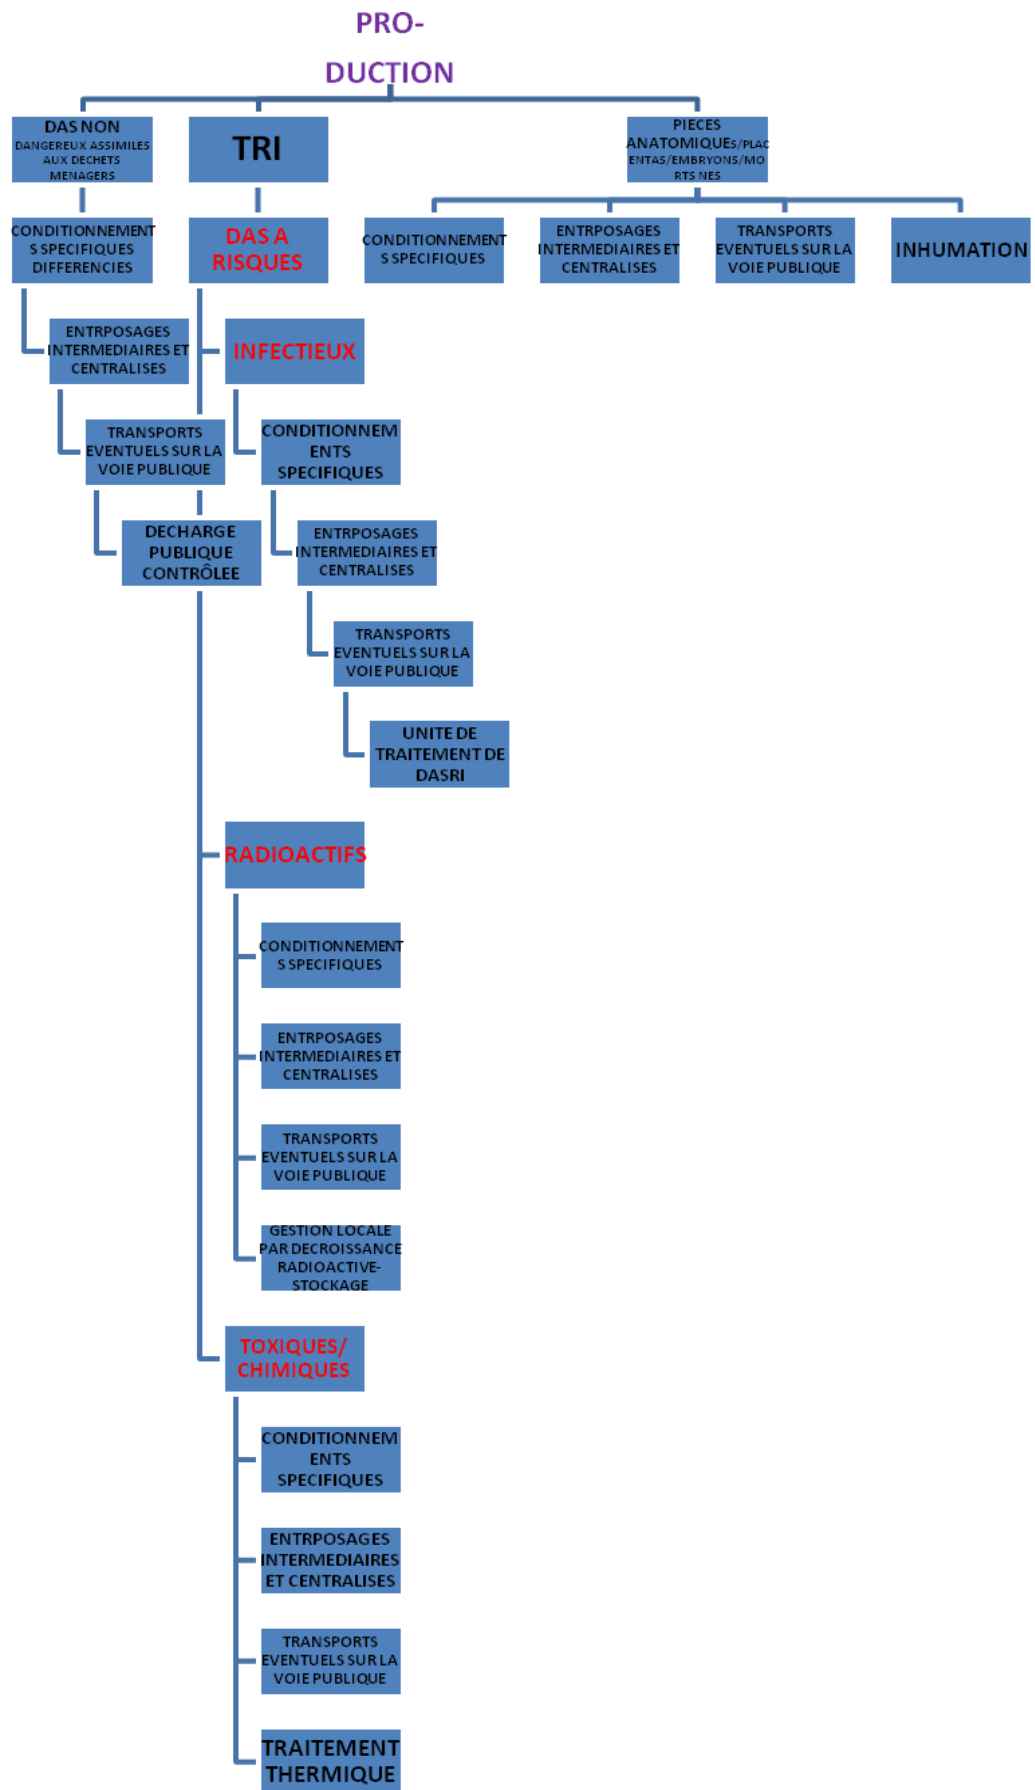 PRO-
DUCTION
DAS NON
DANGEREUX ASSIMILES
AUX DECHETS
MENAGERS
TRI
PIECES
ANATOMIQUES/PLAC
ENTAS/EMBRYONS/MO
RTS NES
CONDITIONNEMENT
S SPECIFIQUES
DIFFERENCIES
DAS A
RISQUES
CONDITIONNEMENT
S SPECIFIQUES
ENTRPOSAGES
INTERMEDIAIRES ET
CENTRALISES
TRANSPORTS
EVENTUELS SUR LA
VOIE PUBLIQUE
INHUMATION
ENTRPOSAGES
INTERMEDIAIRES ET
CENTRALISES
INFECTIEUX
TRANSPORTS
EVENTUELS SUR LA
VOIE PUBLIQUE
CONDITIONNEM
ENTS
SPECIFIQUES
DECHARGE
PUBLIQUE
CONTRÔLEE
ENTRPOSAGES
INTERMEDIAIRES ET
CENTRALISES
TRANSPORTS
EVENTUELS SUR LA
VOIE PUBLIQUE
UNITE DE
TRAITEMENT DE
DASRI
RADIOACTIFS
CONDITIONNEMENT
S SPECIFIQUES
ENTRPOSAGES
INTERMEDIAIRES ET
CENTRALISES
TRANSPORTS
EVENTUELS SUR LA
VOIE PUBLIQUE
GESTION LOCALE
PAR DECROISSANCE
RADIOACTIVE-
STOCKAGE
TOXIQUES/
CHIMIQUES
CONDITIONNEM
ENTS
SPECIFIQUES
ENTRPOSAGES
INTERMEDIAIRES
ET CENTRALISES
TRANSPORTS
EVENTUELS SUR LA
VOIE PUBLIQUE
TRAITEMENT
THERMIQUE